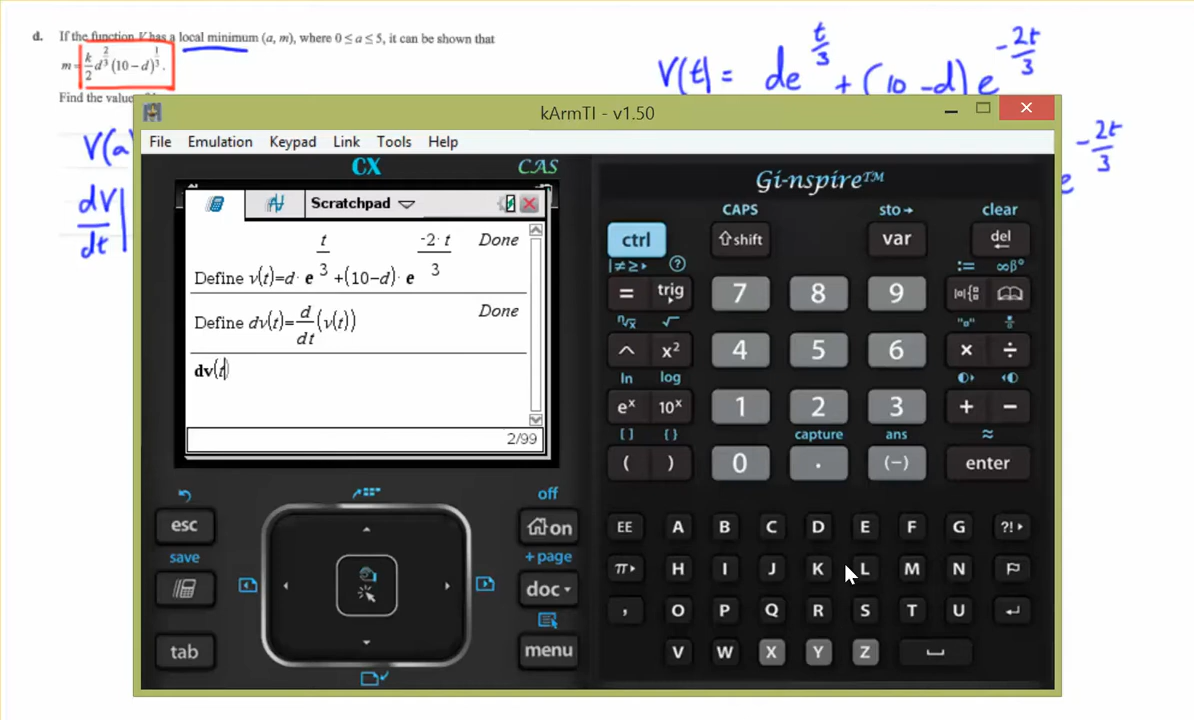 d. If the function V has a local minimum (a, m), where 0 ≤ a ≤ 5, it can be shown that
m = k/2 d^(2/3) (10 – d)^(1/3).
Find the value
V(t) = de^(t/3) + (10 – d) e^(-2t/3)
V(a
e^(-2t/3)
dV/dt |
kArmTI - v1.50
File Emulation Keypad Link Tools Help
CX CAS
Gi-nspire™
Scratchpad
Define v(t)=d· e^(t/3) +(10−d)· e^(-2· t/3) Done
Define dv(t)=d/dt(v(t)) Done
dv(t)
2/99
CAPS sto→ clear
ctrl ⇧shift var del
|≠≥▸ ? := ∞β°
= trig▸ 7 8 9 |▫|{▫
ⁿ√x √ "▫"
^ x² 4 5 6 × ÷
ln log
eˣ 10ˣ 1 2 3 + −
[ ] { } capture ans ≈
( ) 0 . (−) enter
off
esc on
save + page
doc▾
tab menu
EE A B C D E F G ?!▸
π▸ H I J K L M N
, O P Q R S T U ↵
V W X Y Z